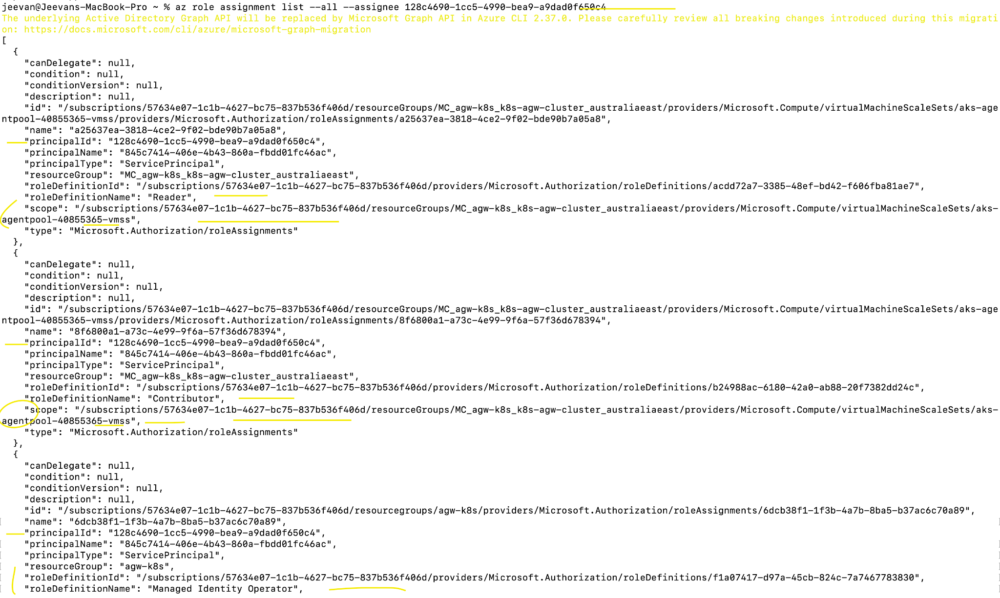 jeevan@Jeevans-MacBook-Pro ~ % az role assignment list --all --assignee 128c4690-1cc5-4990-bea9-a9dad0f650c4
The underlying Active Directory Graph API will be replaced by Microsoft Graph API in Azure CLI 2.37.0. Please carefully review all breaking changes introduced during this migrati
on: https://docs.microsoft.com/cli/azure/microsoft-graph-migration
[
  {
    "canDelegate": null,
    "condition": null,
    "conditionVersion": null,
    "description": null,
    "id": "/subscriptions/57634e07-1c1b-4627-bc75-837b536f406d/resourceGroups/MC_agw-k8s_k8s-agw-cluster_australiaeast/providers/Microsoft.Compute/virtualMachineScaleSets/aks-age
ntpool-40855365-vmss/providers/Microsoft.Authorization/roleAssignments/a25637ea-3818-4ce2-9f02-bde90b7a05a8",
    "name": "a25637ea-3818-4ce2-9f02-bde90b7a05a8",
    "principalId": "128c4690-1cc5-4990-bea9-a9dad0f650c4",
    "principalName": "845c7414-406e-4b43-860a-fbdd01fc46ac",
    "principalType": "ServicePrincipal",
    "resourceGroup": "MC_agw-k8s_k8s-agw-cluster_australiaeast",
    "roleDefinitionId": "/subscriptions/57634e07-1c1b-4627-bc75-837b536f406d/providers/Microsoft.Authorization/roleDefinitions/acdd72a7-3385-48ef-bd42-f606fba81ae7",
    "roleDefinitionName": "Reader",
    "scope": "/subscriptions/57634e07-1c1b-4627-bc75-837b536f406d/resourceGroups/MC_agw-k8s_k8s-agw-cluster_australiaeast/providers/Microsoft.Compute/virtualMachineScaleSets/aks-
agentpool-40855365-vmss",
    "type": "Microsoft.Authorization/roleAssignments"
  },
  {
    "canDelegate": null,
    "condition": null,
    "conditionVersion": null,
    "description": null,
    "id": "/subscriptions/57634e07-1c1b-4627-bc75-837b536f406d/resourceGroups/MC_agw-k8s_k8s-agw-cluster_australiaeast/providers/Microsoft.Compute/virtualMachineScaleSets/aks-age
ntpool-40855365-vmss/providers/Microsoft.Authorization/roleAssignments/8f6800a1-a73c-4e99-9f6a-57f36d678394",
    "name": "8f6800a1-a73c-4e99-9f6a-57f36d678394",
    "principalId": "128c4690-1cc5-4990-bea9-a9dad0f650c4",
    "principalName": "845c7414-406e-4b43-860a-fbdd01fc46ac",
    "principalType": "ServicePrincipal",
    "resourceGroup": "MC_agw-k8s_k8s-agw-cluster_australiaeast",
    "roleDefinitionId": "/subscriptions/57634e07-1c1b-4627-bc75-837b536f406d/providers/Microsoft.Authorization/roleDefinitions/b24988ac-6180-42a0-ab88-20f7382dd24c",
    "roleDefinitionName": "Contributor",
    "scope": "/subscriptions/57634e07-1c1b-4627-bc75-837b536f406d/resourceGroups/MC_agw-k8s_k8s-agw-cluster_australiaeast/providers/Microsoft.Compute/virtualMachineScaleSets/aks-
agentpool-40855365-vmss",
    "type": "Microsoft.Authorization/roleAssignments"
  },
  {
    "canDelegate": null,
    "condition": null,
    "conditionVersion": null,
    "description": null,
    "id": "/subscriptions/57634e07-1c1b-4627-bc75-837b536f406d/resourcegroups/agw-k8s/providers/Microsoft.Authorization/roleAssignments/6dcb38f1-1f3b-4a7b-8ba5-b37ac6c70a89",
    "name": "6dcb38f1-1f3b-4a7b-8ba5-b37ac6c70a89",
    "principalId": "128c4690-1cc5-4990-bea9-a9dad0f650c4",
    "principalName": "845c7414-406e-4b43-860a-fbdd01fc46ac",
    "principalType": "ServicePrincipal",
    "resourceGroup": "agw-k8s",
    "roleDefinitionId": "/subscriptions/57634e07-1c1b-4627-bc75-837b536f406d/providers/Microsoft.Authorization/roleDefinitions/f1a07417-d97a-45cb-824c-7a7467783830",
    "roleDefinitionName": "Managed Identity Operator",